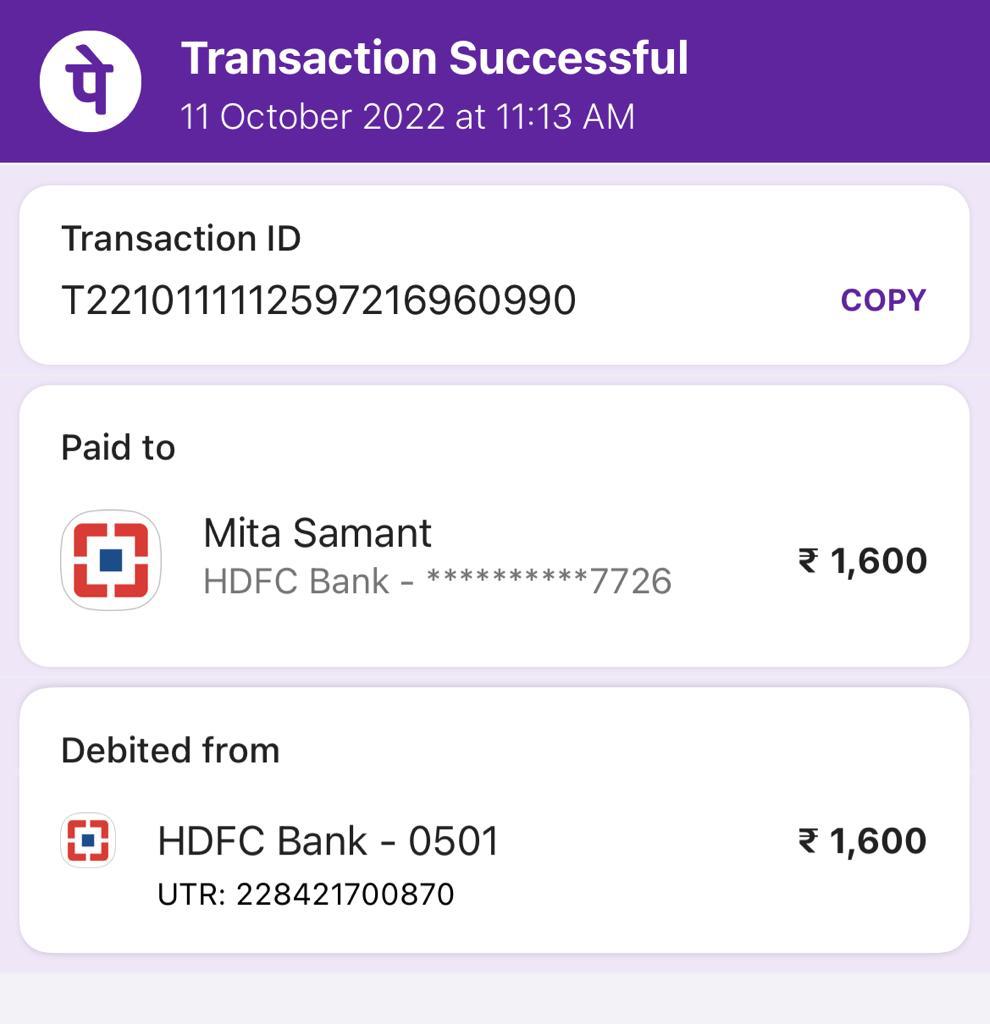 पे
Transaction Successful
11 October 2022 at 11:13 AM
Transaction ID
T2210111112597216960990
COPY
Paid to
Mita Samant
HDFC Bank - **********7726
₹ 1,600
Debited from
HDFC Bank - 0501
₹ 1,600
UTR: 228421700870